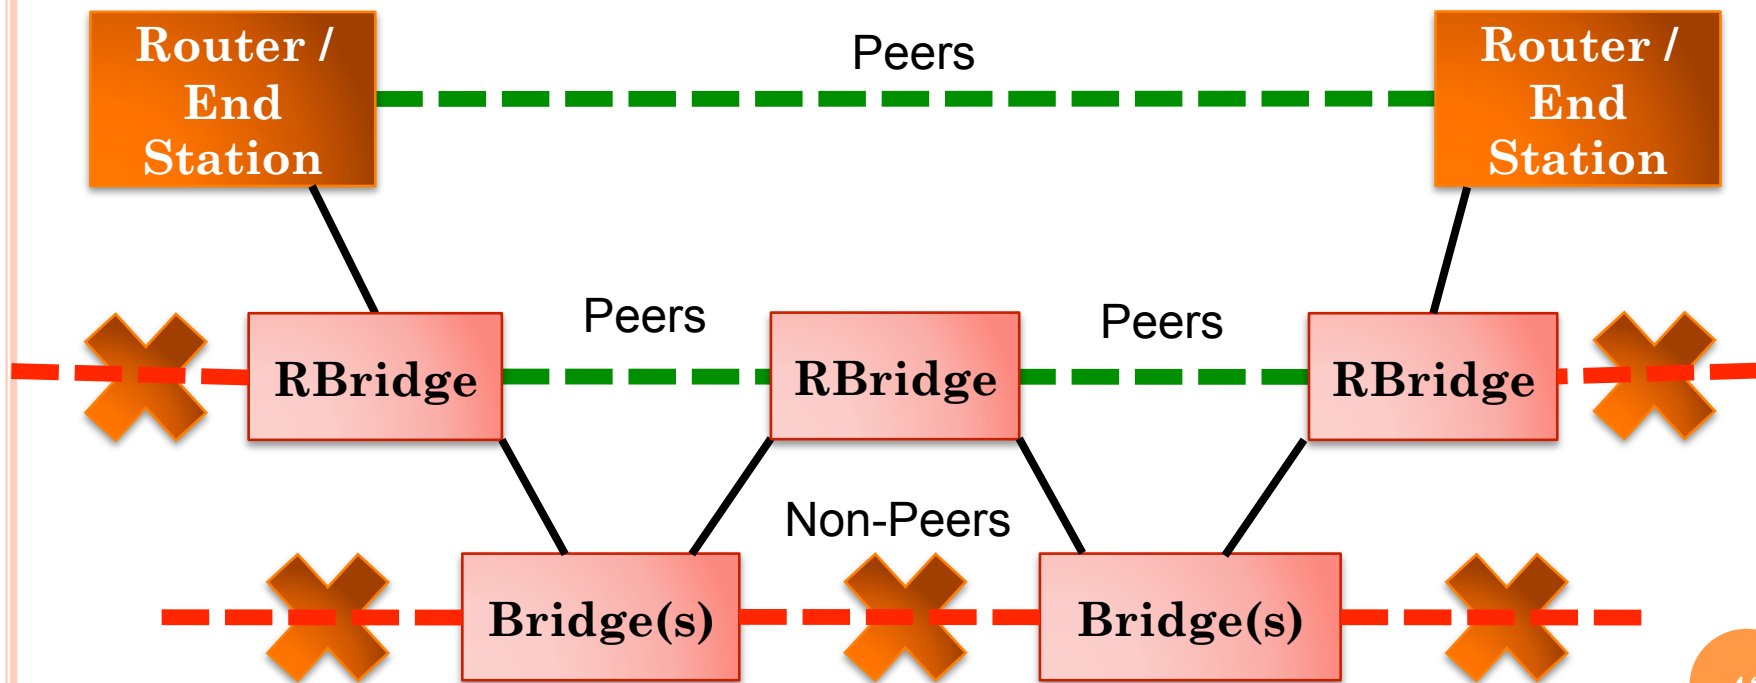 Router /
End
Station
Peers
Router /
End
Station
RBridge
Peers
RBridge
Peers
RBridge
Non-Peers
Bridge(s)
Bridge(s)